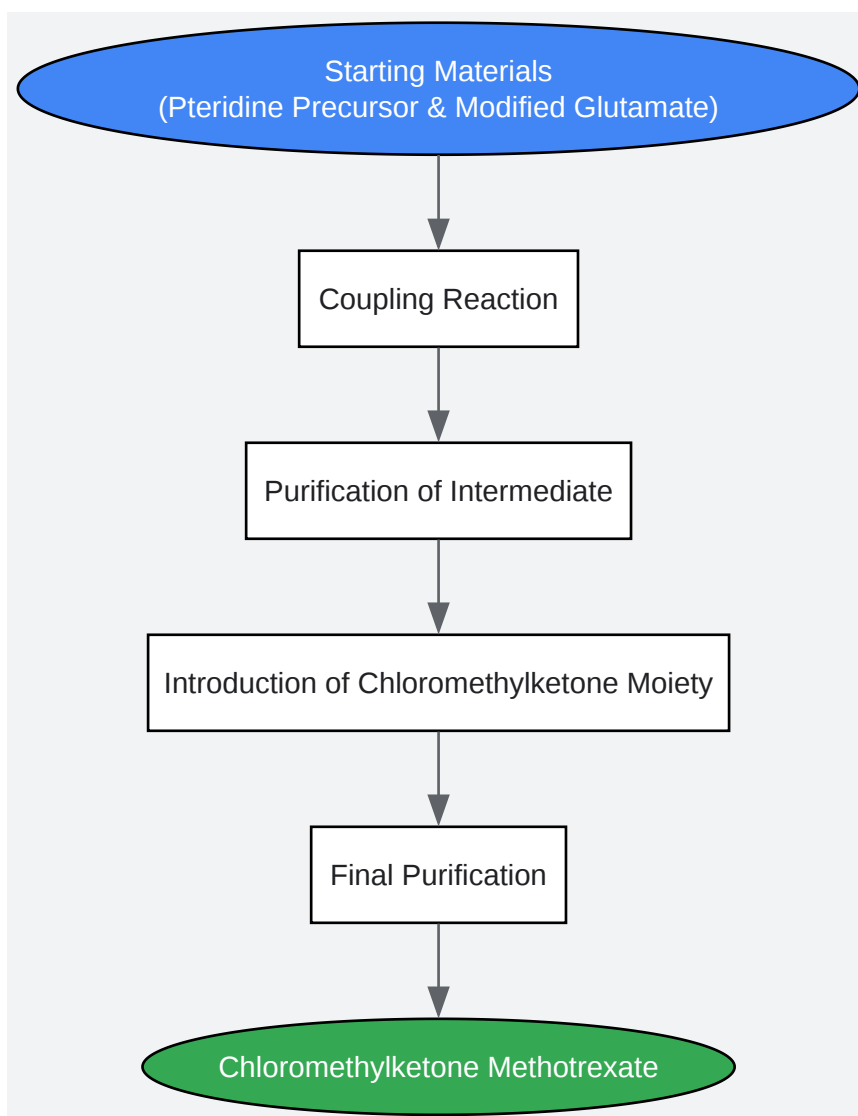 Starting Materials
(Pteridine Precursor & Modified Glutamate)
Coupling Reaction
Purification of Intermediate
Introduction of Chloromethylketone Moiety
Final Purification
Chloromethylketone Methotrexate